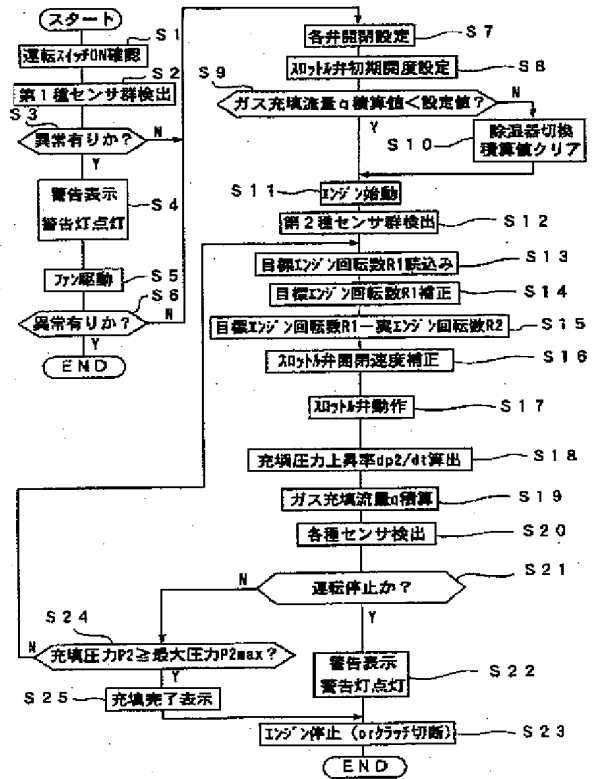 スタート
S1
運転スイッチON確認
S2
第1種センサ群検出
S3
異常有りか?
N
Y
警告表示
警告灯点灯
S4
ファン駆動
S5
S6
異常有りか?
N
Y
END
各弁開閉設定
S7
スロットル弁初期開度設定
S8
S9
ガス充填流量q積算値<設定値?
N
Y
S10
除湿器切換
積算値クリア
S11
エンジン始動
第2種センサ群検出
S12
目標エンジン回転数R1読込み
S13
目標エンジン回転数R1補正
S14
目標エンジン回転数R1−実エンジン回転数R2
S15
スロットル弁開閉速度補正
S16
スロットル弁動作
S17
充填圧力上昇率dp2/dt算出
S18
ガス充填流量q積算
S19
各種センサ検出
S20
運転停止か?
S21
N
Y
S24
充填圧力P2≧最大圧力P2max?
N
Y
S25
充填完了表示
警告表示
警告灯点灯
S22
エンジン停止(orクラッチ切断)
S23
END